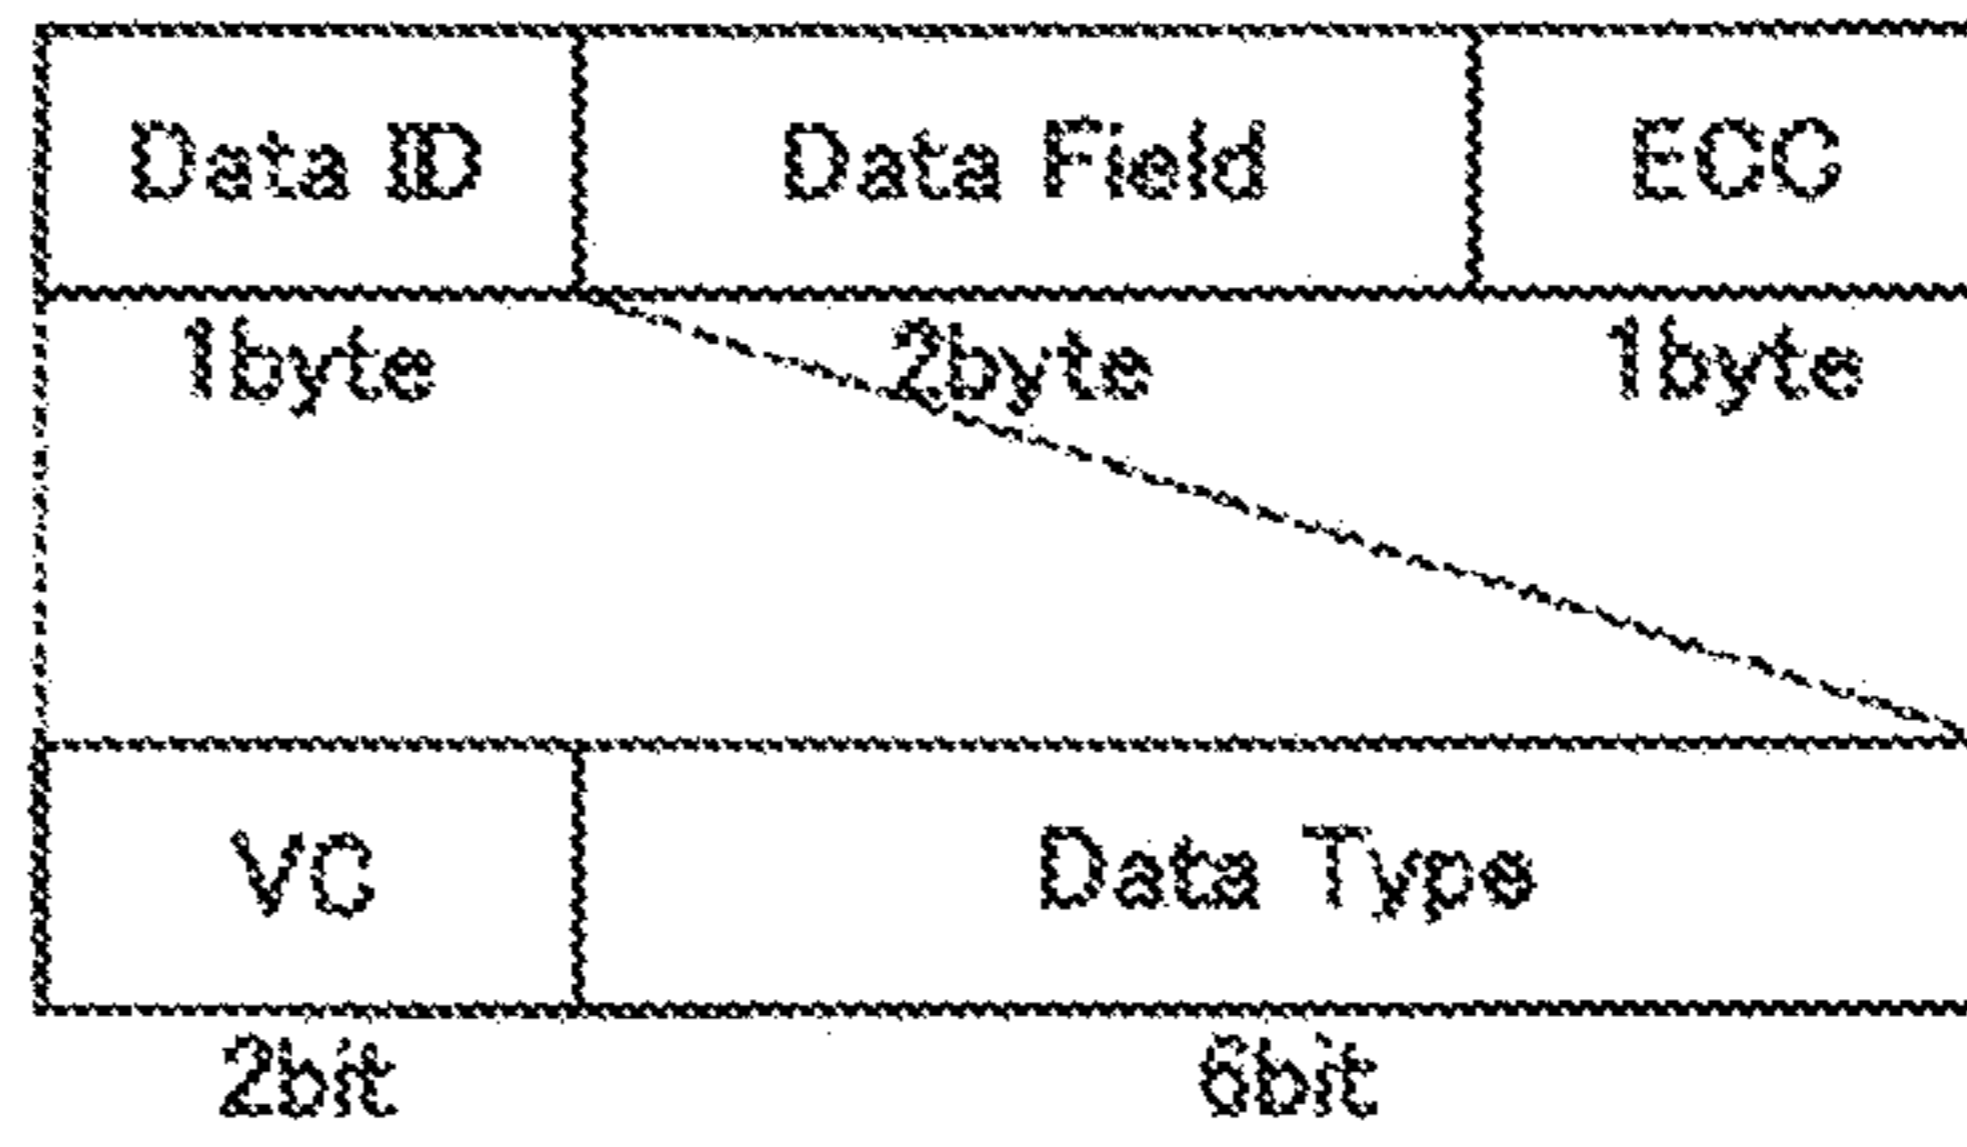 Data ID Data Field ECC
1byte 2byte 1byte
VC Data Type
2bit 6bit